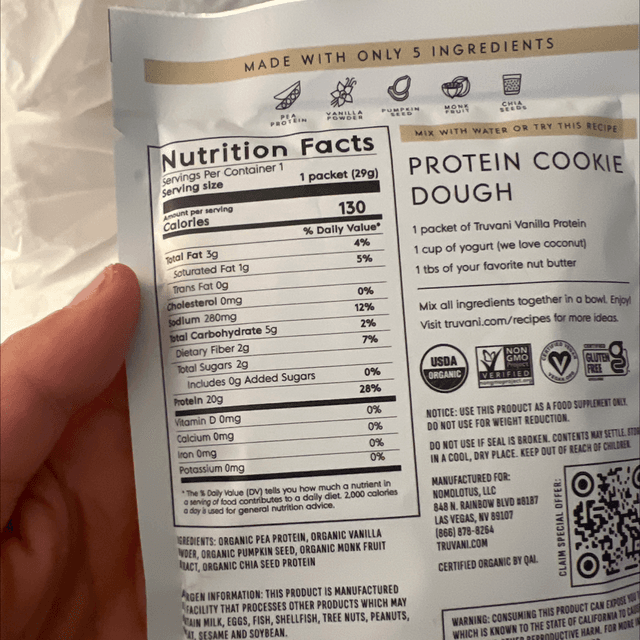 MADE WITH ONLY 5 INGREDIENTS
PEA PROTEIN
VANILLA POWDER
PUMPKIN SEED
MONK FRUIT
CHIA SEEDS
Nutrition Facts
Servings Per Container 1
Serving size 1 packet (29g)
Amount per serving
Calories 130
% Daily Value*
Total Fat 3g 4%
Saturated Fat 1g 5%
Trans Fat 0g
Cholesterol 0mg 0%
Sodium 280mg 12%
Total Carbohydrate 5g 2%
Dietary Fiber 2g 7%
Total Sugars 2g
Includes 0g Added Sugars 0%
Protein 20g 28%
Vitamin D 0mg 0%
Calcium 0mg 0%
Iron 0mg 0%
Potassium 0mg 0%
* The % Daily Value (DV) tells you how much a nutrient in
a serving of food contributes to a daily diet. 2,000 calories
a day is used for general nutrition advice.
INGREDIENTS: ORGANIC PEA PROTEIN, ORGANIC VANILLA
ORGANIC PUMPKIN SEED, ORGANIC MONK FRUIT
ORGANIC CHIA SEED PROTEIN
INFORMATION: THIS PRODUCT IS MANUFACTURED
FACILITY THAT PROCESSES OTHER PRODUCTS WHICH MAY
MILK, EGGS, FISH, SHELLFISH, TREE NUTS, PEANUTS,
SESAME AND SOYBEAN.
MIX WITH WATER OR TRY THIS RECIPE
PROTEIN COOKIE
DOUGH
1 packet of Truvani Vanilla Protein
1 cup of yogurt (we love coconut)
1 tbs of your favorite nut butter
Mix all ingredients together in a bowl. Enjoy!
Visit truvani.com/recipes for more ideas.
USDA
ORGANIC
NON
GMO
Project
VERIFIED
nongmoproject.org
CERTIFIED VEGAN
VEGAN.ORG
CERTIFIED
GLUTEN
FREE
NOTICE: USE THIS PRODUCT AS A FOOD SUPPLEMENT ONLY.
DO NOT USE FOR WEIGHT REDUCTION.
DO NOT USE IF SEAL IS BROKEN. CONTENTS MAY SETTLE.
IN A COOL, DRY PLACE. KEEP OUT OF REACH OF CHILDREN.
MANUFACTURED FOR:
NOMOLOTUS, LLC
848 N. RAINBOW BLVD #8187
LAS VEGAS, NV 89107
(866) 878-8264
TRUVANI.COM
CERTIFIED ORGANIC BY QAI.
CLAIM SPECIAL OFFER:
WARNING: CONSUMING THIS PRODUCT CAN EXPOSE YOU
WHICH IS KNOWN TO THE STATE OF CALIFORNIA TO
REPRODUCTIVE HARM. FOR MORE